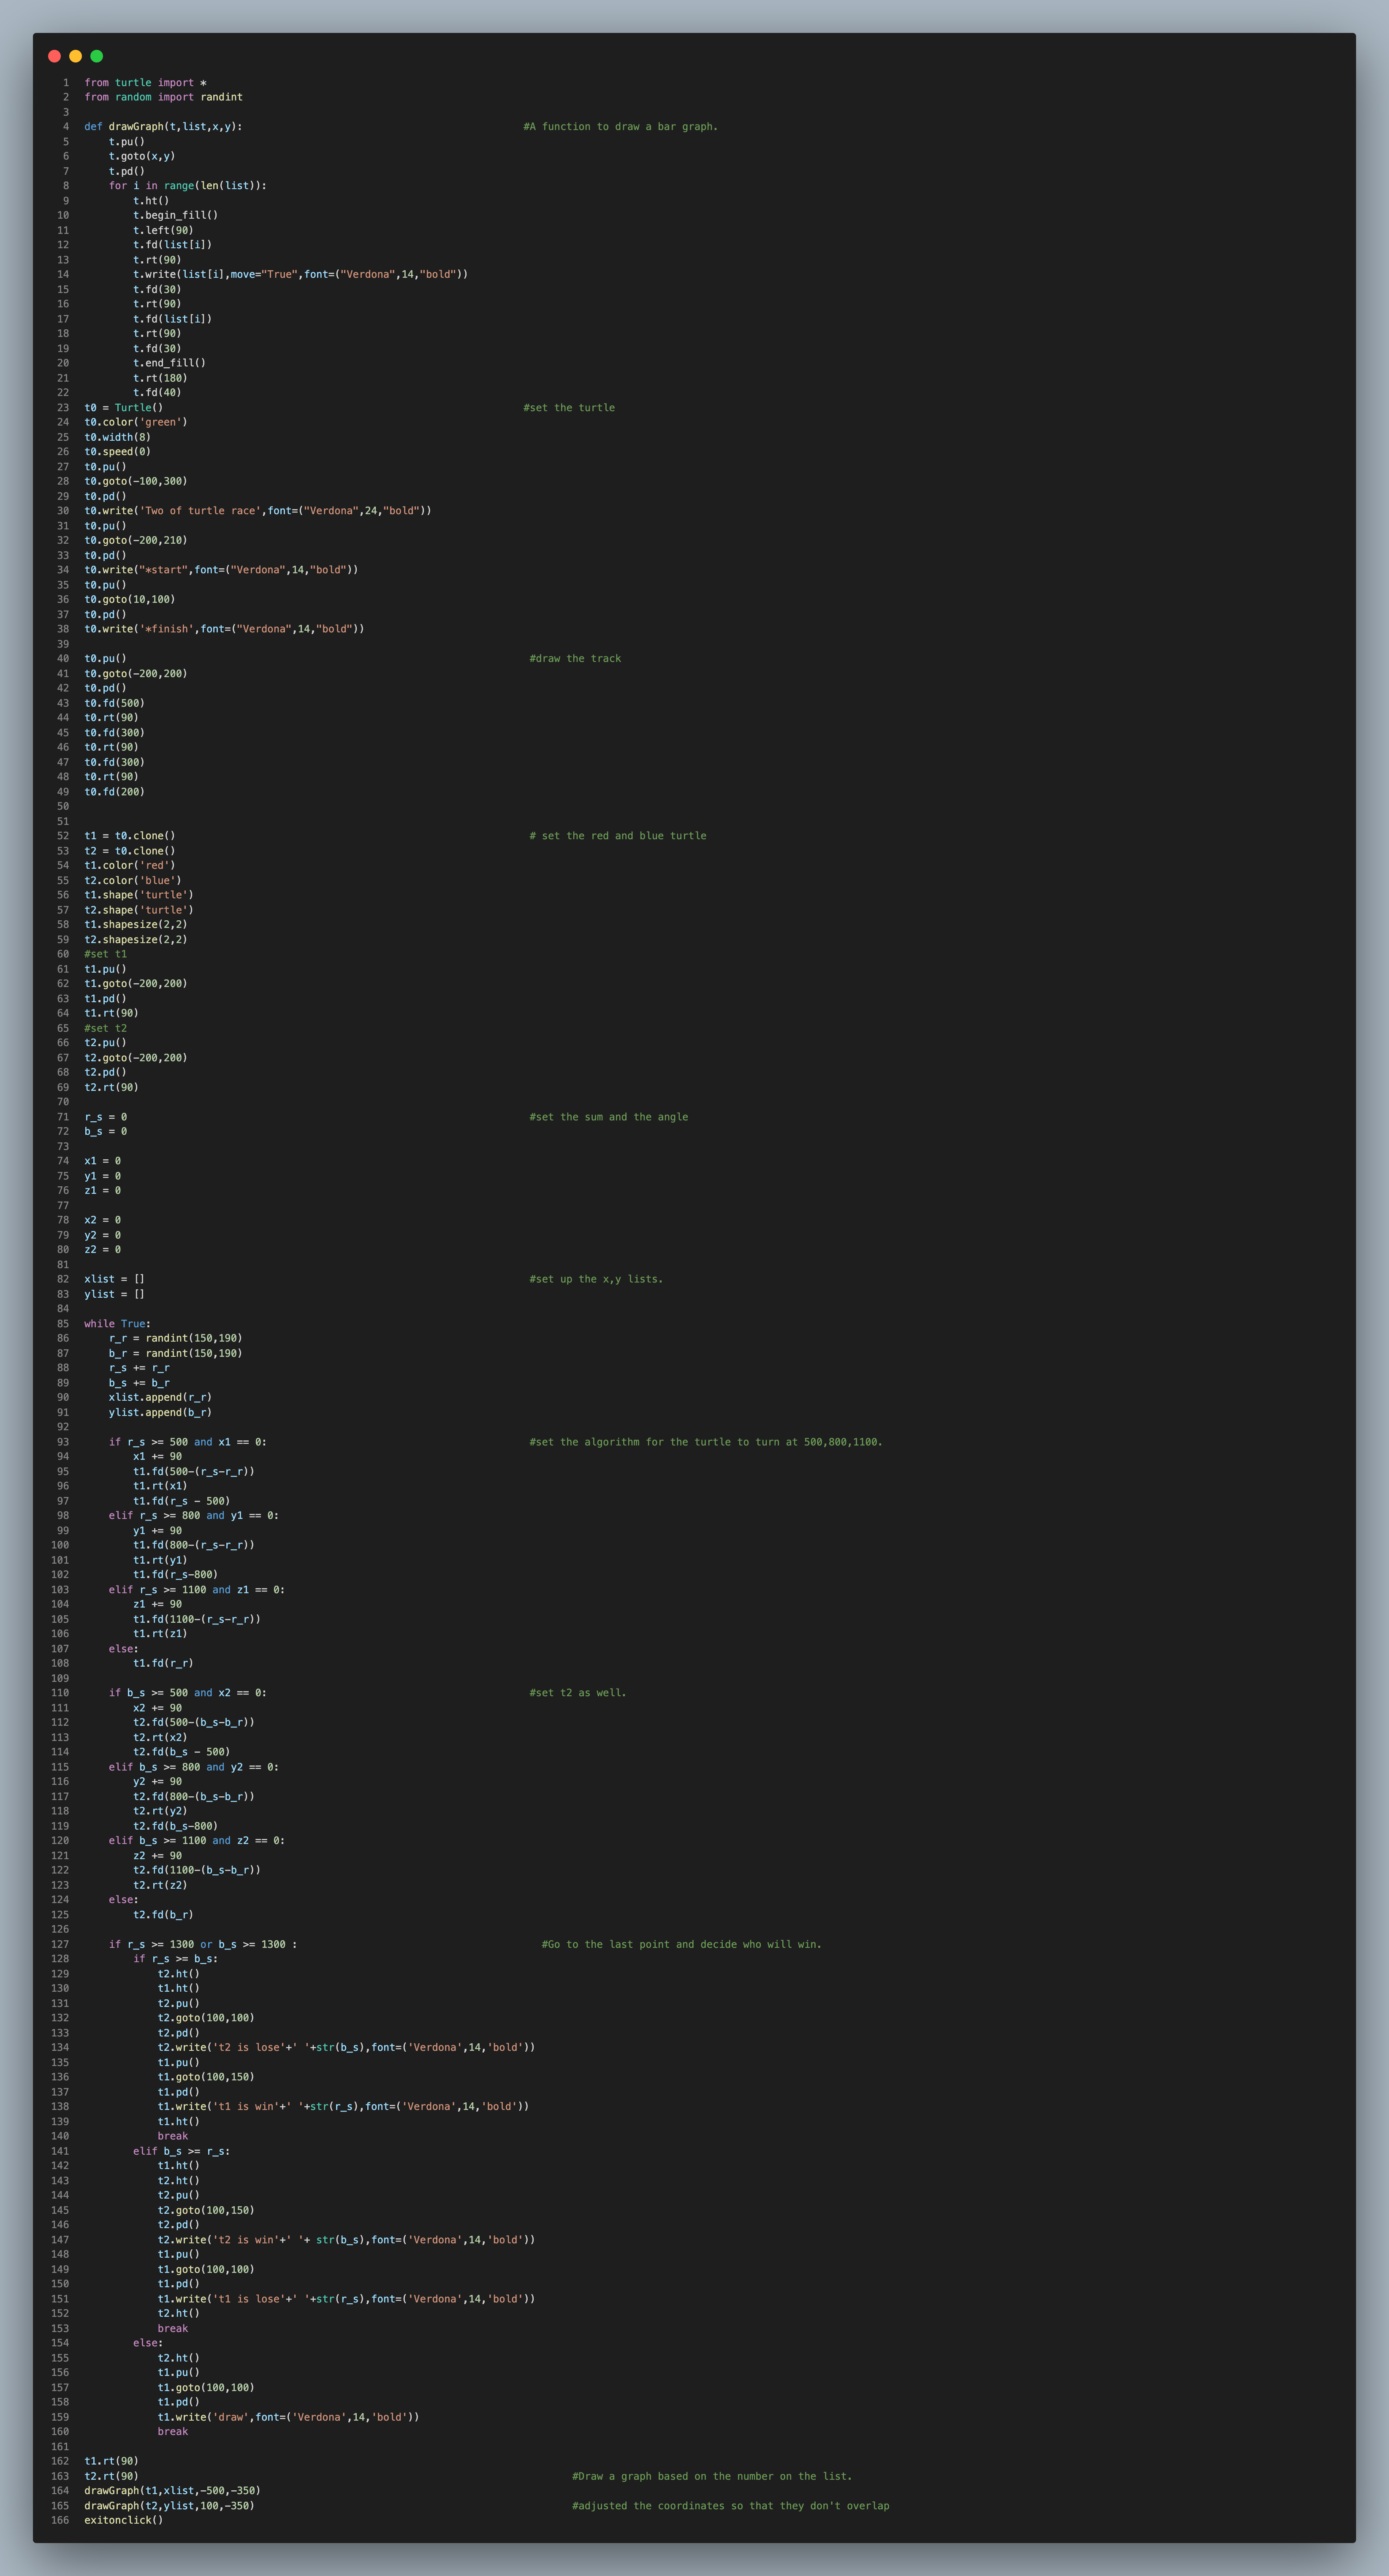 1 from turtle import *
2 from random import randint
3
4 def drawGraph(t,list,x,y): #A function to draw a bar graph.
5 t.pu()
6 t.goto(x,y)
7 t.pd()
8 for i in range(len(list)):
9 t.ht()
10 t.begin_fill()
11 t.left(90)
12 t.fd(list[i])
13 t.rt(90)
14 t.write(list[i],move="True",font=("Verdona",14,"bold"))
15 t.fd(30)
16 t.rt(90)
17 t.fd(list[i])
18 t.rt(90)
19 t.fd(30)
20 t.end_fill()
21 t.rt(180)
22 t.fd(40)
23 t0 = Turtle() #set the turtle
24 t0.color('green')
25 t0.width(8)
26 t0.speed(0)
27 t0.pu()
28 t0.goto(-100,300)
29 t0.pd()
30 t0.write('Two of turtle race',font=("Verdona",24,"bold"))
31 t0.pu()
32 t0.goto(-200,210)
33 t0.pd()
34 t0.write("*start",font=("Verdona",14,"bold"))
35 t0.pu()
36 t0.goto(10,100)
37 t0.pd()
38 t0.write('*finish',font=("Verdona",14,"bold"))
39
40 t0.pu() #draw the track
41 t0.goto(-200,200)
42 t0.pd()
43 t0.fd(500)
44 t0.rt(90)
45 t0.fd(300)
46 t0.rt(90)
47 t0.fd(300)
48 t0.rt(90)
49 t0.fd(200)
50
51
52 t1 = t0.clone() # set the red and blue turtle
53 t2 = t0.clone()
54 t1.color('red')
55 t2.color('blue')
56 t1.shape('turtle')
57 t2.shape('turtle')
58 t1.shapesize(2,2)
59 t2.shapesize(2,2)
60 #set t1
61 t1.pu()
62 t1.goto(-200,200)
63 t1.pd()
64 t1.rt(90)
65 #set t2
66 t2.pu()
67 t2.goto(-200,200)
68 t2.pd()
69 t2.rt(90)
70
71 r_s = 0 #set the sum and the angle
72 b_s = 0
73
74 x1 = 0
75 y1 = 0
76 z1 = 0
77
78 x2 = 0
79 y2 = 0
80 z2 = 0
81
82 xlist = [] #set up the x,y lists.
83 ylist = []
84
85 while True:
86 r_r = randint(150,190)
87 b_r = randint(150,190)
88 r_s += r_r
89 b_s += b_r
90 xlist.append(r_r)
91 ylist.append(b_r)
92
93 if r_s >= 500 and x1 == 0: #set the algorithm for the turtle to turn at 500,800,1100.
94 x1 += 90
95 t1.fd(500-(r_s-r_r))
96 t1.rt(x1)
97 t1.fd(r_s - 500)
98 elif r_s >= 800 and y1 == 0:
99 y1 += 90
100 t1.fd(800-(r_s-r_r))
101 t1.rt(y1)
102 t1.fd(r_s-800)
103 elif r_s >= 1100 and z1 == 0:
104 z1 += 90
105 t1.fd(1100-(r_s-r_r))
106 t1.rt(z1)
107 else:
108 t1.fd(r_r)
109
110 if b_s >= 500 and x2 == 0: #set t2 as well.
111 x2 += 90
112 t2.fd(500-(b_s-b_r))
113 t2.rt(x2)
114 t2.fd(b_s - 500)
115 elif b_s >= 800 and y2 == 0:
116 y2 += 90
117 t2.fd(800-(b_s-b_r))
118 t2.rt(y2)
119 t2.fd(b_s-800)
120 elif b_s >= 1100 and z2 == 0:
121 z2 += 90
122 t2.fd(1100-(b_s-b_r))
123 t2.rt(z2)
124 else:
125 t2.fd(b_r)
126
127 if r_s >= 1300 or b_s >= 1300 : #Go to the last point and decide who will win.
128 if r_s >= b_s:
129 t2.ht()
130 t1.ht()
131 t2.pu()
132 t2.goto(100,100)
133 t2.pd()
134 t2.write('t2 is lose'+' '+str(b_s),font=('Verdona',14,'bold'))
135 t1.pu()
136 t1.goto(100,150)
137 t1.pd()
138 t1.write('t1 is win'+' '+str(r_s),font=('Verdona',14,'bold'))
139 t1.ht()
140 break
141 elif b_s >= r_s:
142 t1.ht()
143 t2.ht()
144 t2.pu()
145 t2.goto(100,150)
146 t2.pd()
147 t2.write('t2 is win'+' '+ str(b_s),font=('Verdona',14,'bold'))
148 t1.pu()
149 t1.goto(100,100)
150 t1.pd()
151 t1.write('t1 is lose'+' '+str(r_s),font=('Verdona',14,'bold'))
152 t2.ht()
153 break
154 else:
155 t2.ht()
156 t1.pu()
157 t1.goto(100,100)
158 t1.pd()
159 t1.write('draw',font=('Verdona',14,'bold'))
160 break
161
162 t1.rt(90)
163 t2.rt(90) #Draw a graph based on the number on the list.
164 drawGraph(t1,xlist,-500,-350)
165 drawGraph(t2,ylist,100,-350) #adjusted the coordinates so that they don't overlap
166 exitonclick()